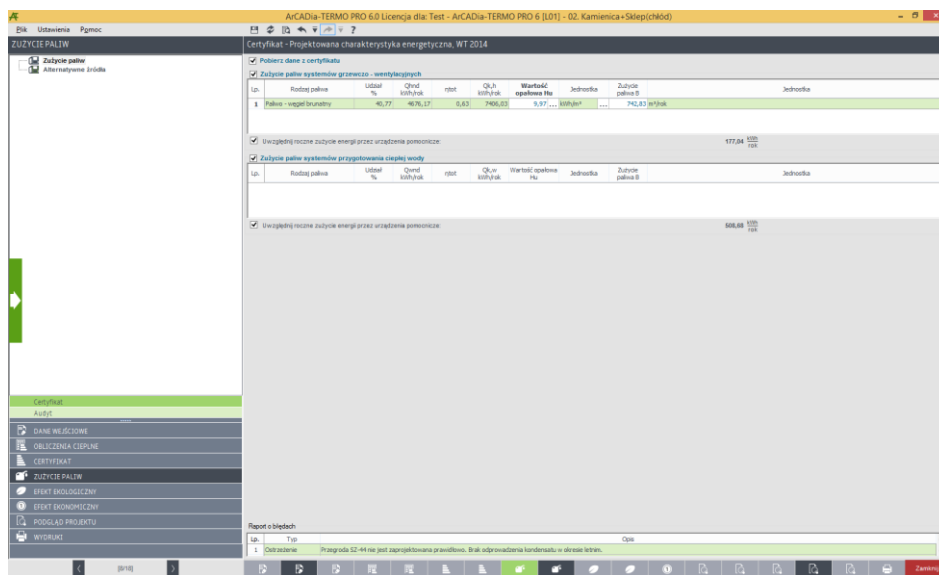 ArCADia-TERMO PRO 6.0 Licencja dla: Test - ArCADia-TERMO PRO 6 [L01] - 02. Kamienica+Sklep(chłód)
Plik Ustawienia Pomoc
ZUŻYCIE PALIW
Certyfikat - Projektowana charakterystyka energetyczna, WT 2014
Zużycie paliw
Alternatywne źródła
Pobierz dane z certyfikatu
Zużycie paliw systemów grzewczo - wentylacyjnych
Lp. Rodzaj paliwa Udział % Qhnd kWh/rok ηtot Qk,h kWh/rok Wartość opałowa Hu Jednostka Zużycie paliwa B Jednostka
1 Paliwo - węgiel brunatny 40,77 4676,17 0,63 7406,03 9,97 ... kWh/m³ ... 742,83 m³/rok
Uwzględnij roczne zużycie energii przez urządzenia pomocnicze: 177,04 kWh rok
Zużycie paliw systemów przygotowania ciepłej wody
Lp. Rodzaj paliwa Udział % Qwnd kWh/rok ηtot Qk,w kWh/rok Wartość opałowa Hu Jednostka Zużycie paliwa B Jednostka
Uwzględnij roczne zużycie energii przez urządzenia pomocnicze: 508,68 kWh rok
Certyfikat
Audyt
DANE WEJŚCIOWE
OBLICZENIA CIEPLNE
CERTYFIKAT
ZUŻYCIE PALIW
EFEKT EKOLOGICZNY
EFEKT EKONOMICZNY
PODGLĄD PROJEKTU
WYDRUKI
Raport o błędach
Lp. Typ Opis
1 Ostrzeżenie Przegroda SZ-44 nie jest zaprojektowana prawidłowo. Brak odprowadzenia kondensatu w okresie letnim.
[8/18]
Zamknij